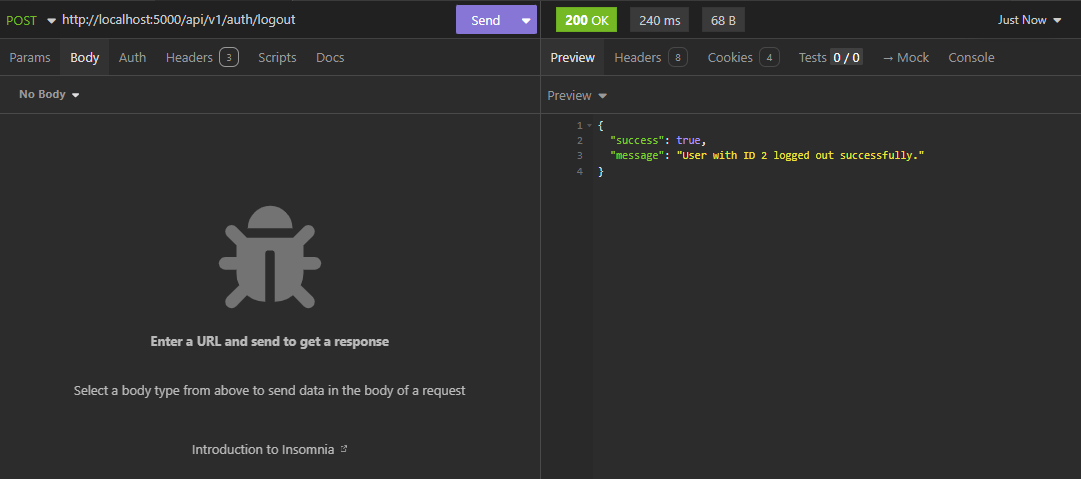 POST http://localhost:5000/api/v1/auth/logout Send 200 OK 240 ms 68 B Just Now
Params Body Auth Headers 3 Scripts Docs Preview Headers 8 Cookies 4 Tests 0 / 0 → Mock Console
No Body Preview
1 {
2 "success": true,
3 "message": "User with ID 2 logged out successfully."
4 }
Enter a URL and send to get a response
Select a body type from above to send data in the body of a request
Introduction to Insomnia